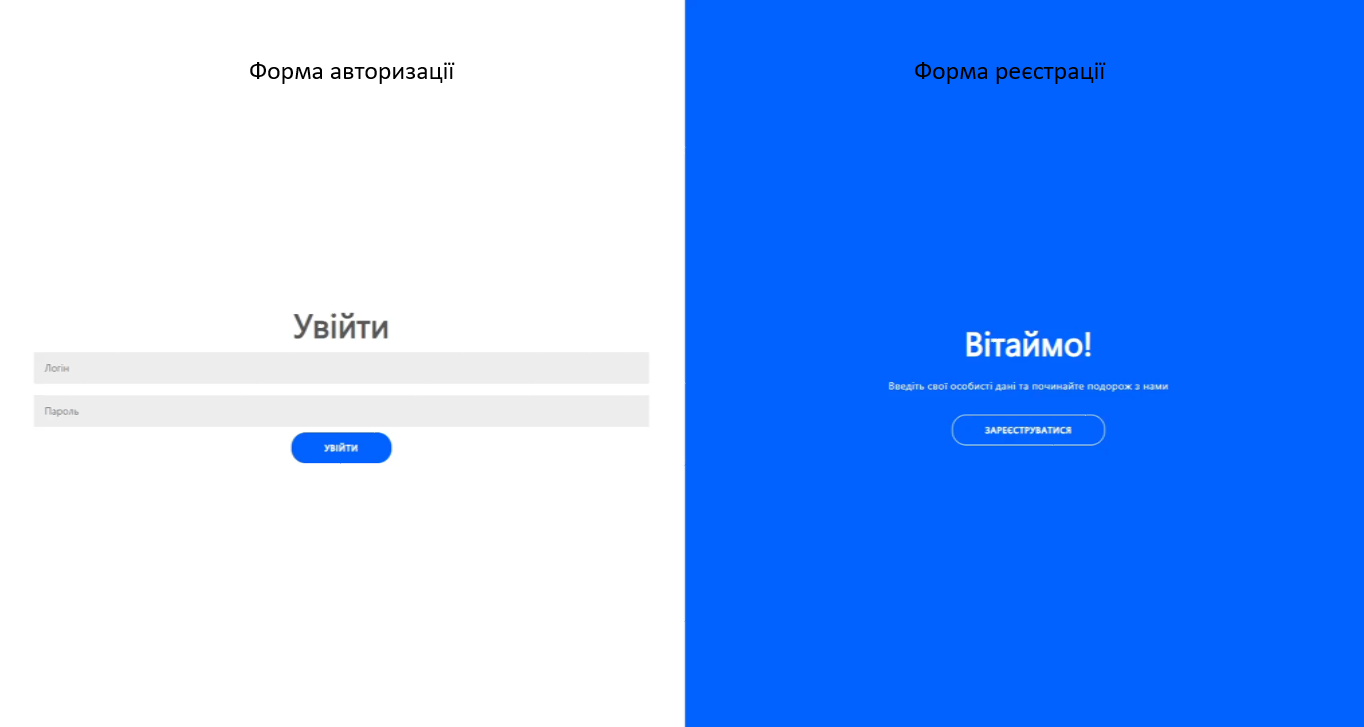 Форма авторизації
Увійти
Логін
Пароль
УВІЙТИ
Форма реєстрації
Вітаймо!
Введіть свої особисті дані та починайте подорож з нами
ЗАРЕЄСТРУВАТИСЯ